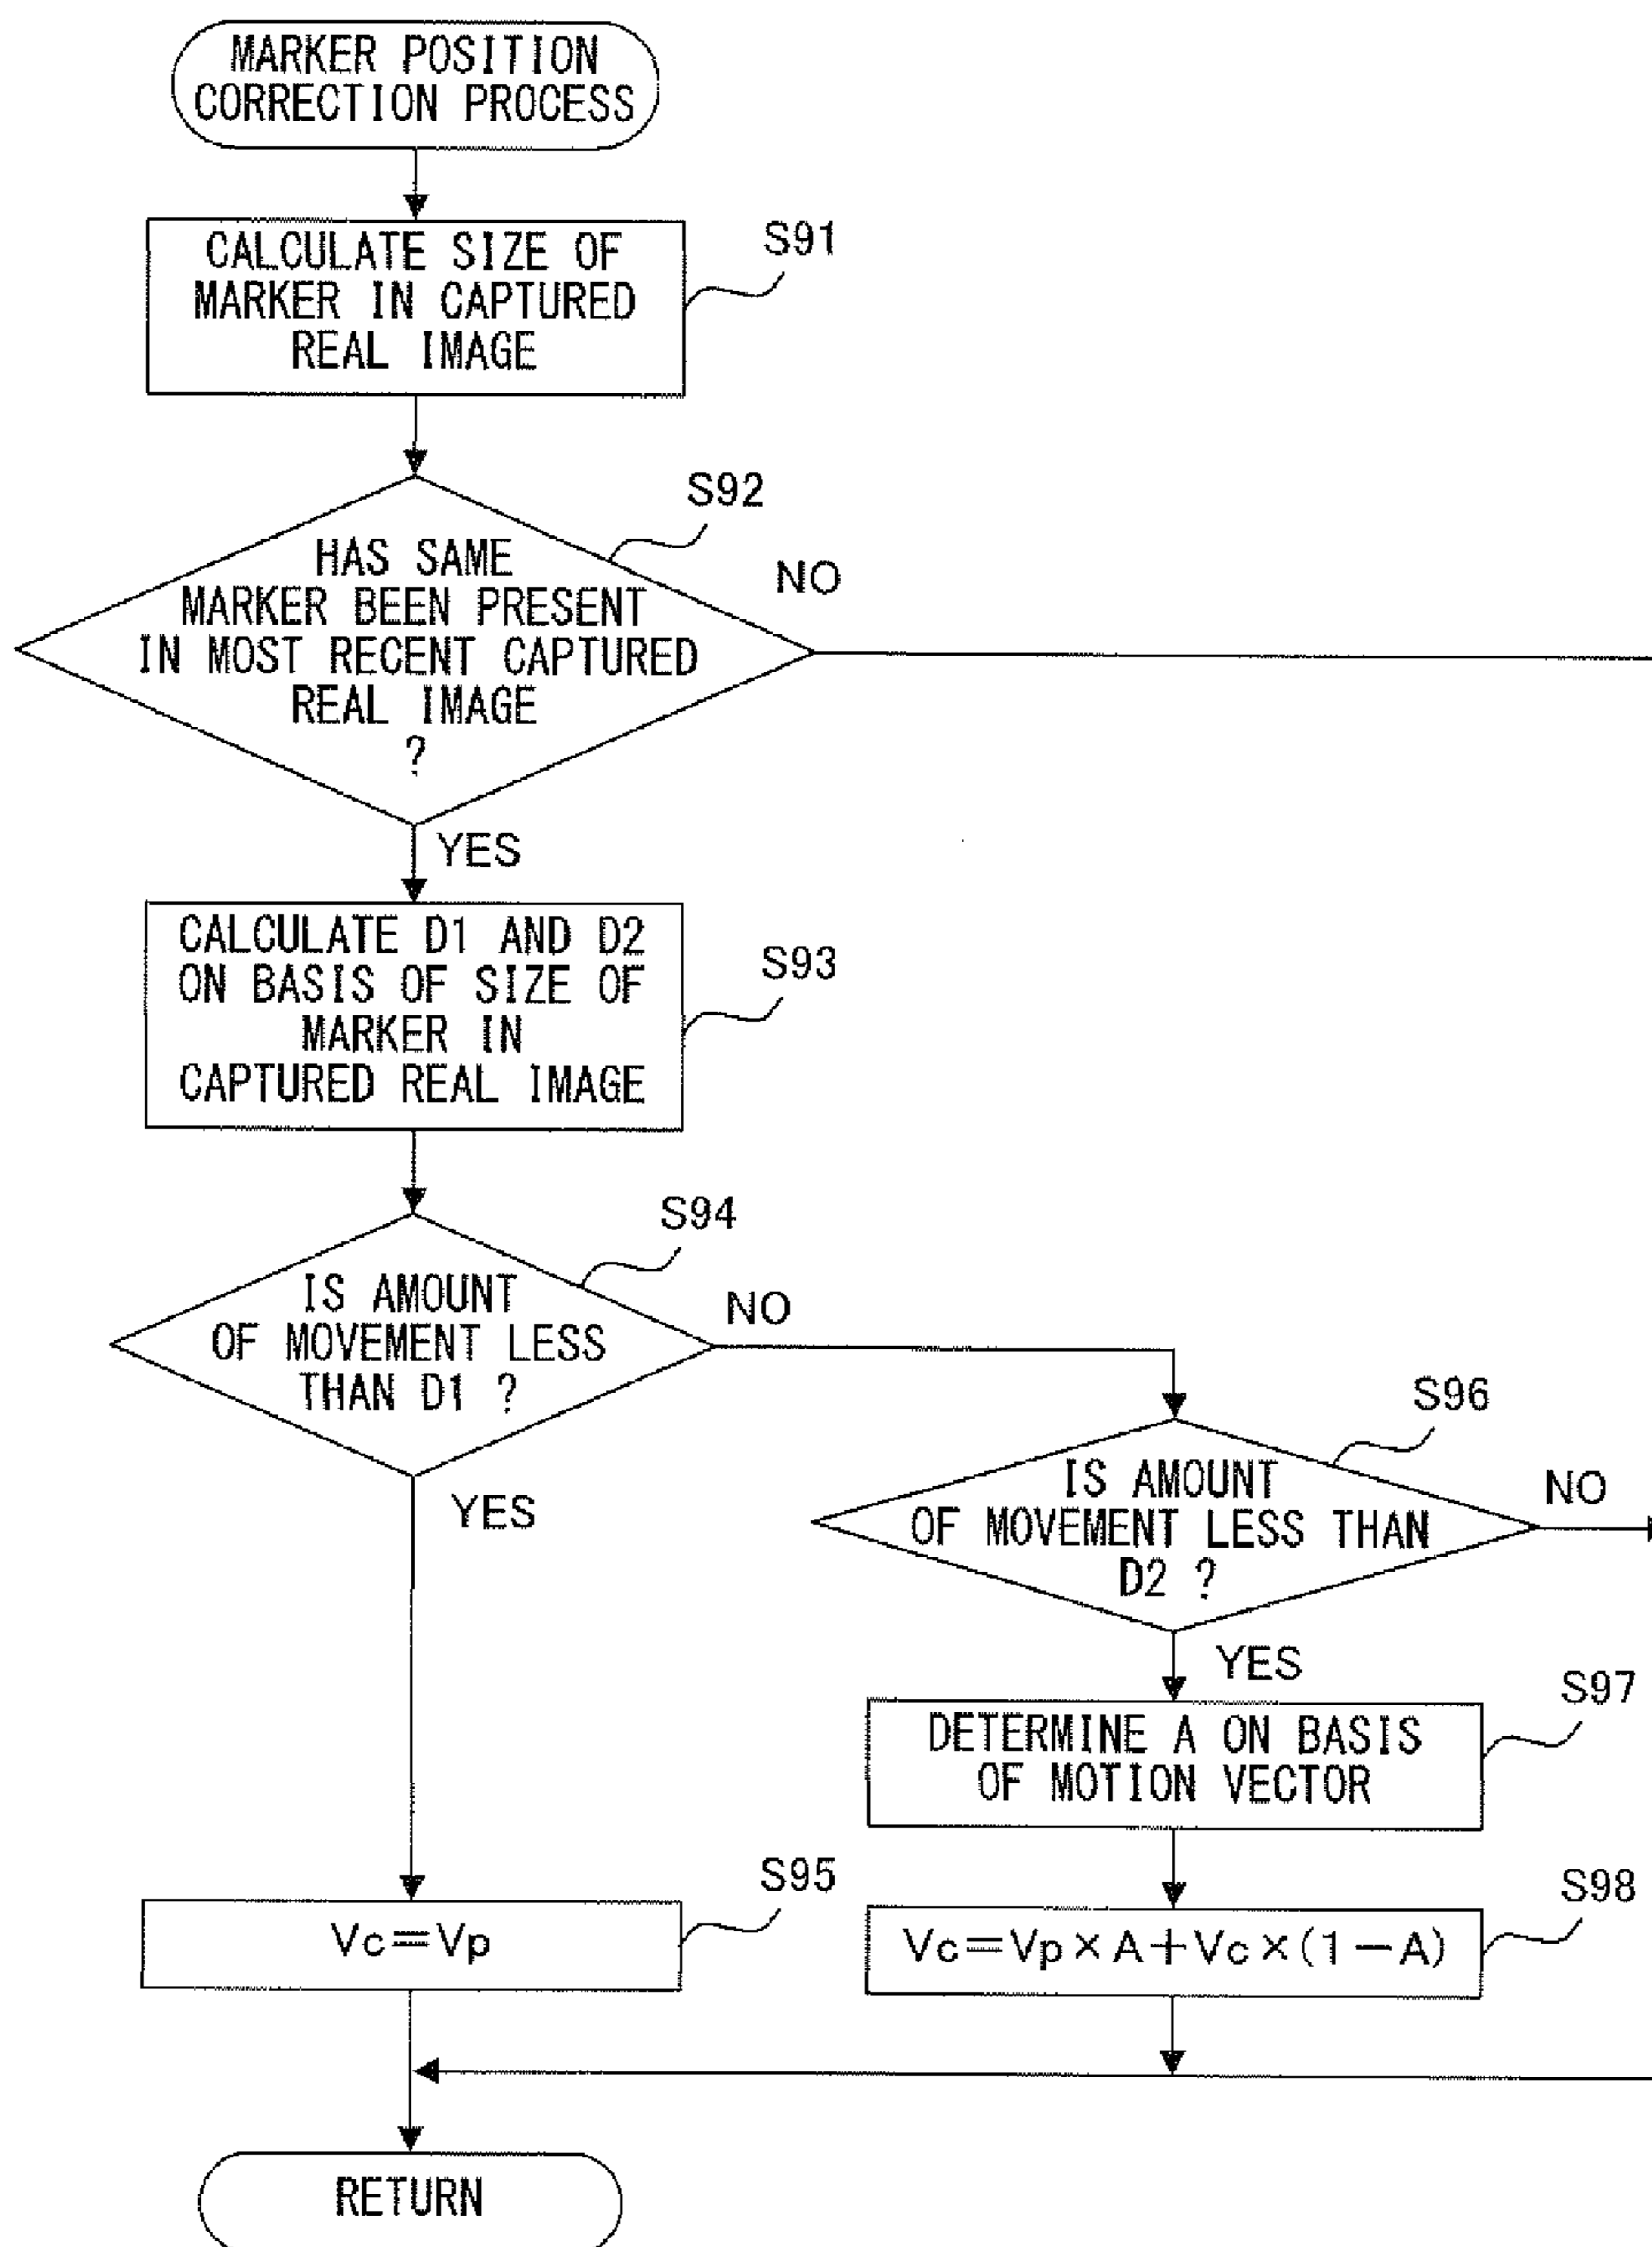 MARKER POSITION
CORRECTION PROCESS
CALCULATE SIZE OF
MARKER IN CAPTURED
REAL IMAGE
S91
HAS SAME
MARKER BEEN PRESENT
IN MOST RECENT CAPTURED
REAL IMAGE
?
S92
NO
YES
CALCULATE D1 AND D2
ON BASIS OF SIZE OF
MARKER IN
CAPTURED REAL IMAGE
S93
IS AMOUNT
OF MOVEMENT LESS
THAN D1 ?
S94
NO
YES
IS AMOUNT
OF MOVEMENT LESS THAN
D2 ?
S96
NO
YES
DETERMINE A ON BASIS
OF MOTION VECTOR
S97
Vc=Vp
S95
Vc=Vp×A+Vc×(1-A)
S98
RETURN